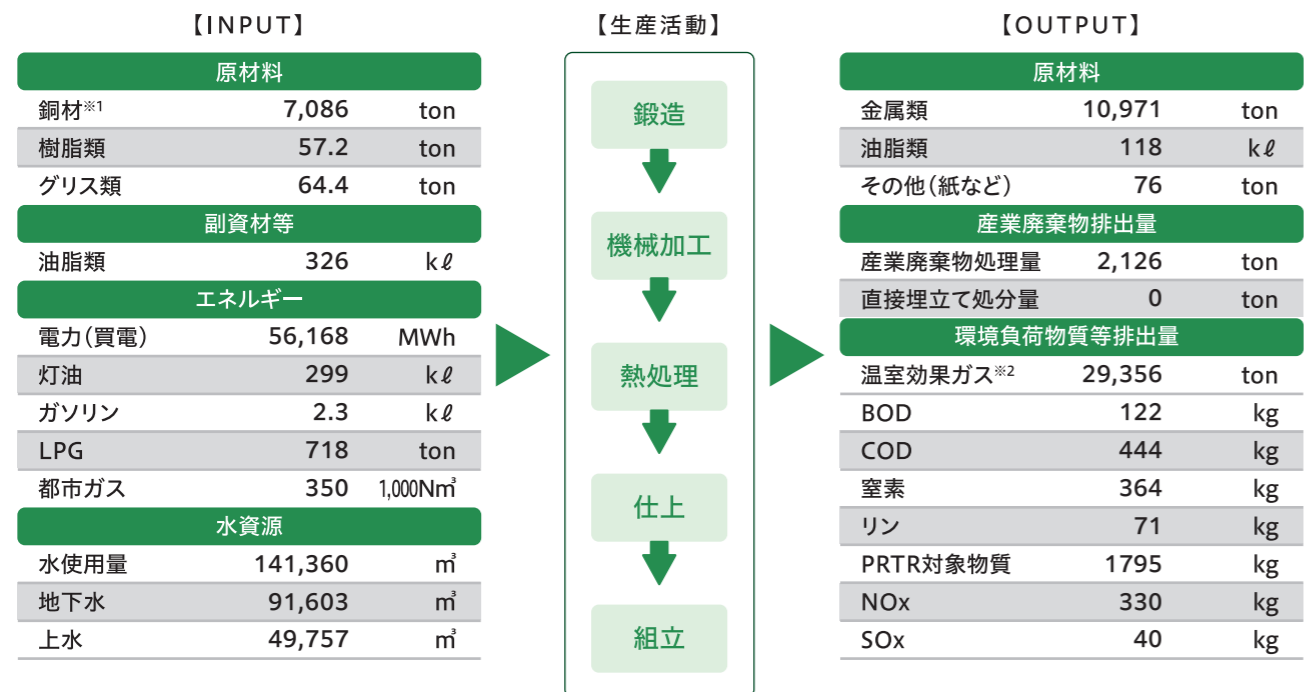 【INPUT】
原材料
銅材※1 7,086 ton
樹脂類 57.2 ton
グリス類 64.4 ton
副資材等
油脂類 326 kℓ
エネルギー
電力(買電) 56,168 MWh
灯油 299 kℓ
ガソリン 2.3 kℓ
LPG 718 ton
都市ガス 350 1,000Nm³
水資源
水使用量 141,360 m³
地下水 91,603 m³
上水 49,757 m³
【生産活動】
鍛造
機械加工
熱処理
仕上
組立
【OUTPUT】
原材料
金属類 10,971 ton
油脂類 118 kℓ
その他(紙など) 76 ton
産業廃棄物排出量
産業廃棄物処理量 2,126 ton
直接埋立て処分量 0 ton
環境負荷物質等排出量
温室効果ガス※2 29,356 ton
BOD 122 kg
COD 444 kg
窒素 364 kg
リン 71 kg
PRTR対象物質 1795 kg
NOx 330 kg
SOx 40 kg